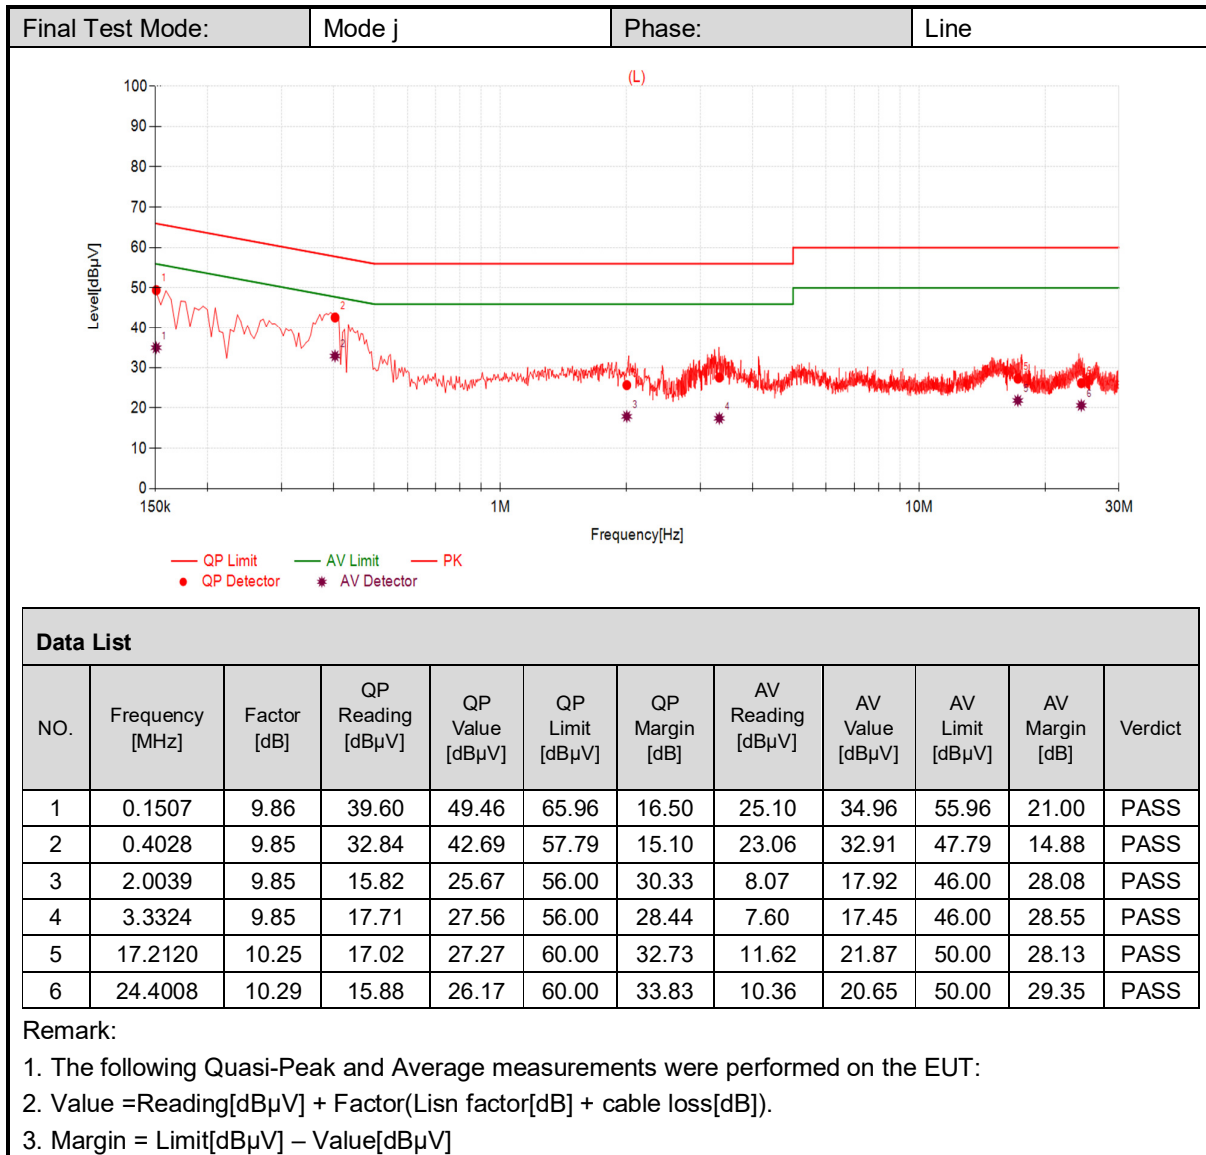 Final Test Mode: Mode j Phase: Line
(L)
100
90
80
70
60
50
40
30
20
10
0
Level[dBμV]
1
2
1
2
3
4
5
5
6
6
150k 1M 10M 30M
Frequency[Hz]
QP Limit AV Limit PK
QP Detector AV Detector
Data List
NO. Frequency [MHz] Factor [dB] QP Reading [dBμV] QP Value [dBμV] QP Limit [dBμV] QP Margin [dB] AV Reading [dBμV] AV Value [dBμV] AV Limit [dBμV] AV Margin [dB] Verdict
1 0.1507 9.86 39.60 49.46 65.96 16.50 25.10 34.96 55.96 21.00 PASS
2 0.4028 9.85 32.84 42.69 57.79 15.10 23.06 32.91 47.79 14.88 PASS
3 2.0039 9.85 15.82 25.67 56.00 30.33 8.07 17.92 46.00 28.08 PASS
4 3.3324 9.85 17.71 27.56 56.00 28.44 7.60 17.45 46.00 28.55 PASS
5 17.2120 10.25 17.02 27.27 60.00 32.73 11.62 21.87 50.00 28.13 PASS
6 24.4008 10.29 15.88 26.17 60.00 33.83 10.36 20.65 50.00 29.35 PASS
Remark:
1. The following Quasi-Peak and Average measurements were performed on the EUT:
2. Value =Reading[dBμV] + Factor(Lisn factor[dB] + cable loss[dB]).
3. Margin = Limit[dBμV] – Value[dBμV]